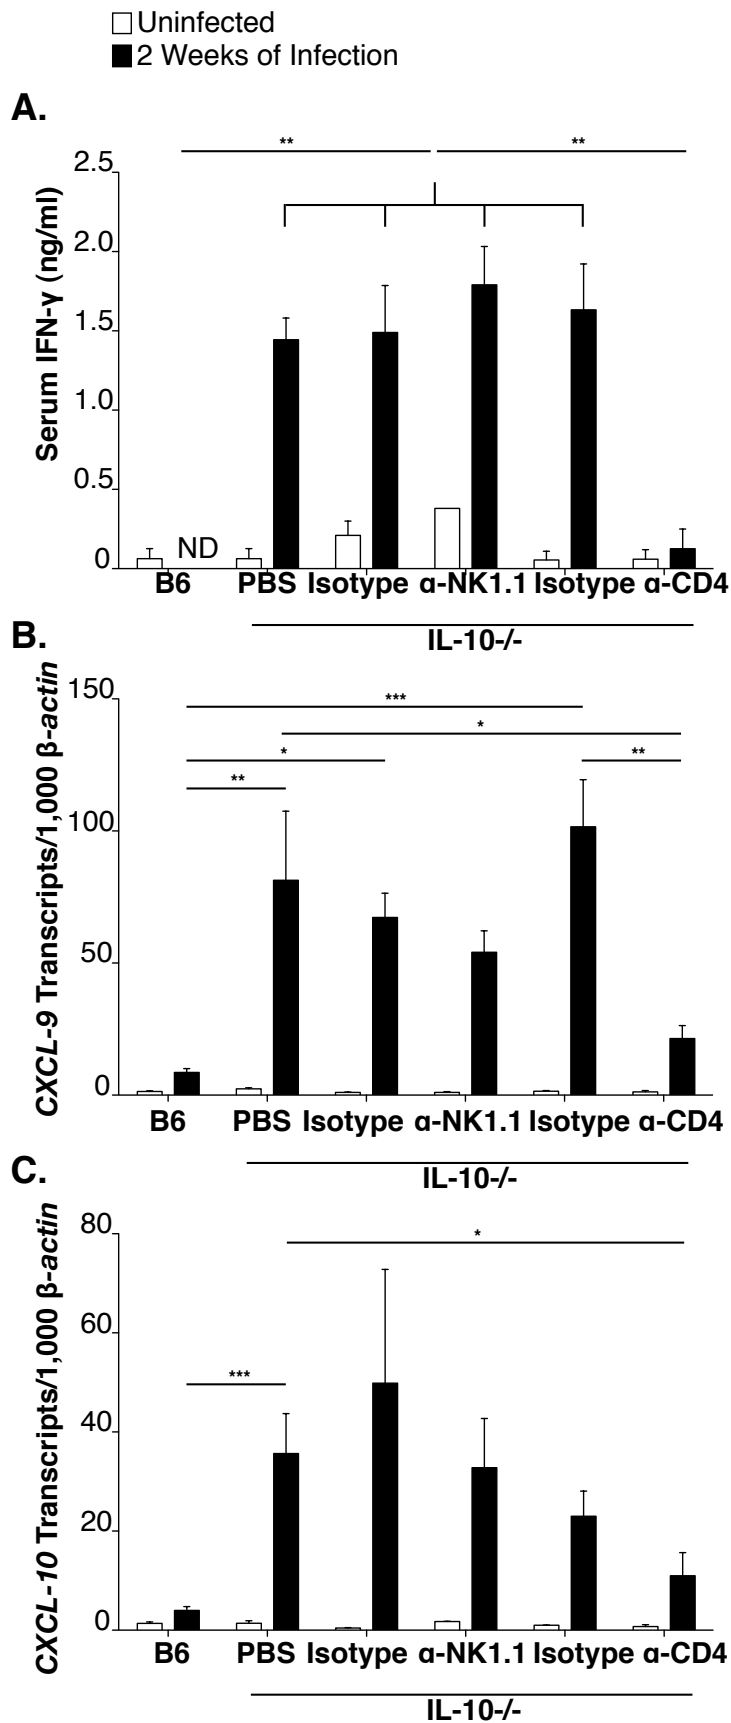 Uninfected
2 Weeks of Infection
A.
** **
Serum IFN-γ (ng/ml)
2.5
2.0
1.5
1.0
0.5
0
ND
B6 PBS Isotype α-NK1.1 Isotype α-CD4
IL-10-/-
B.
CXCL-9 Transcripts/1,000 β-actin
150
100
50
0
***
*
* **
**
B6 PBS Isotype α-NK1.1 Isotype α-CD4
IL-10-/-
C.
CXCL-10 Transcripts/1,000 β-actin
80
60
40
20
0
*
***
B6 PBS Isotype α-NK1.1 Isotype α-CD4
IL-10-/-